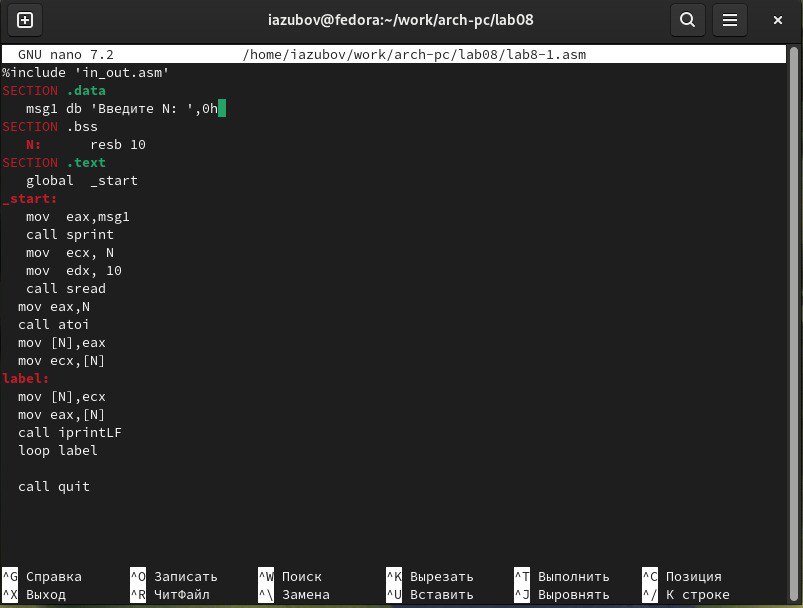 iazubov@fedora:~/work/arch-pc/lab08
GNU nano 7.2 /home/iazubov/work/arch-pc/lab08/lab8-1.asm
%include 'in_out.asm'
SECTION .data
msg1 db 'Введите N: ',0h
SECTION .bss
N: resb 10
SECTION .text
global _start
_start:
mov eax,msg1
call sprint
mov ecx, N
mov edx, 10
call sread
mov eax,N
call atoi
mov [N],eax
mov ecx,[N]
label:
mov [N],ecx
mov eax,[N]
call iprintLF
loop label
call quit
^G Справка ^O Записать ^W Поиск ^K Вырезать ^T Выполнить ^C Позиция
^X Выход ^R ЧитФайл ^\ Замена ^U Вставить ^J Выровнять ^/ К строке